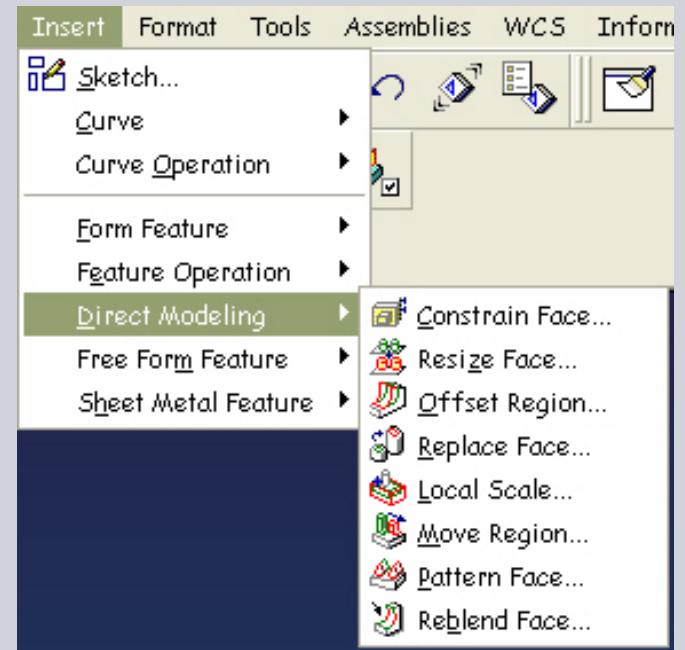 Insert Format Tools Assemblies WCS Inform
Sketch...
Curve
Curve Operation
Form Feature
Feature Operation
Direct Modeling
Free Form Feature
Sheet Metal Feature
Constrain Face...
Resize Face...
Offset Region...
Replace Face...
Local Scale...
Move Region...
Pattern Face...
Reblend Face...